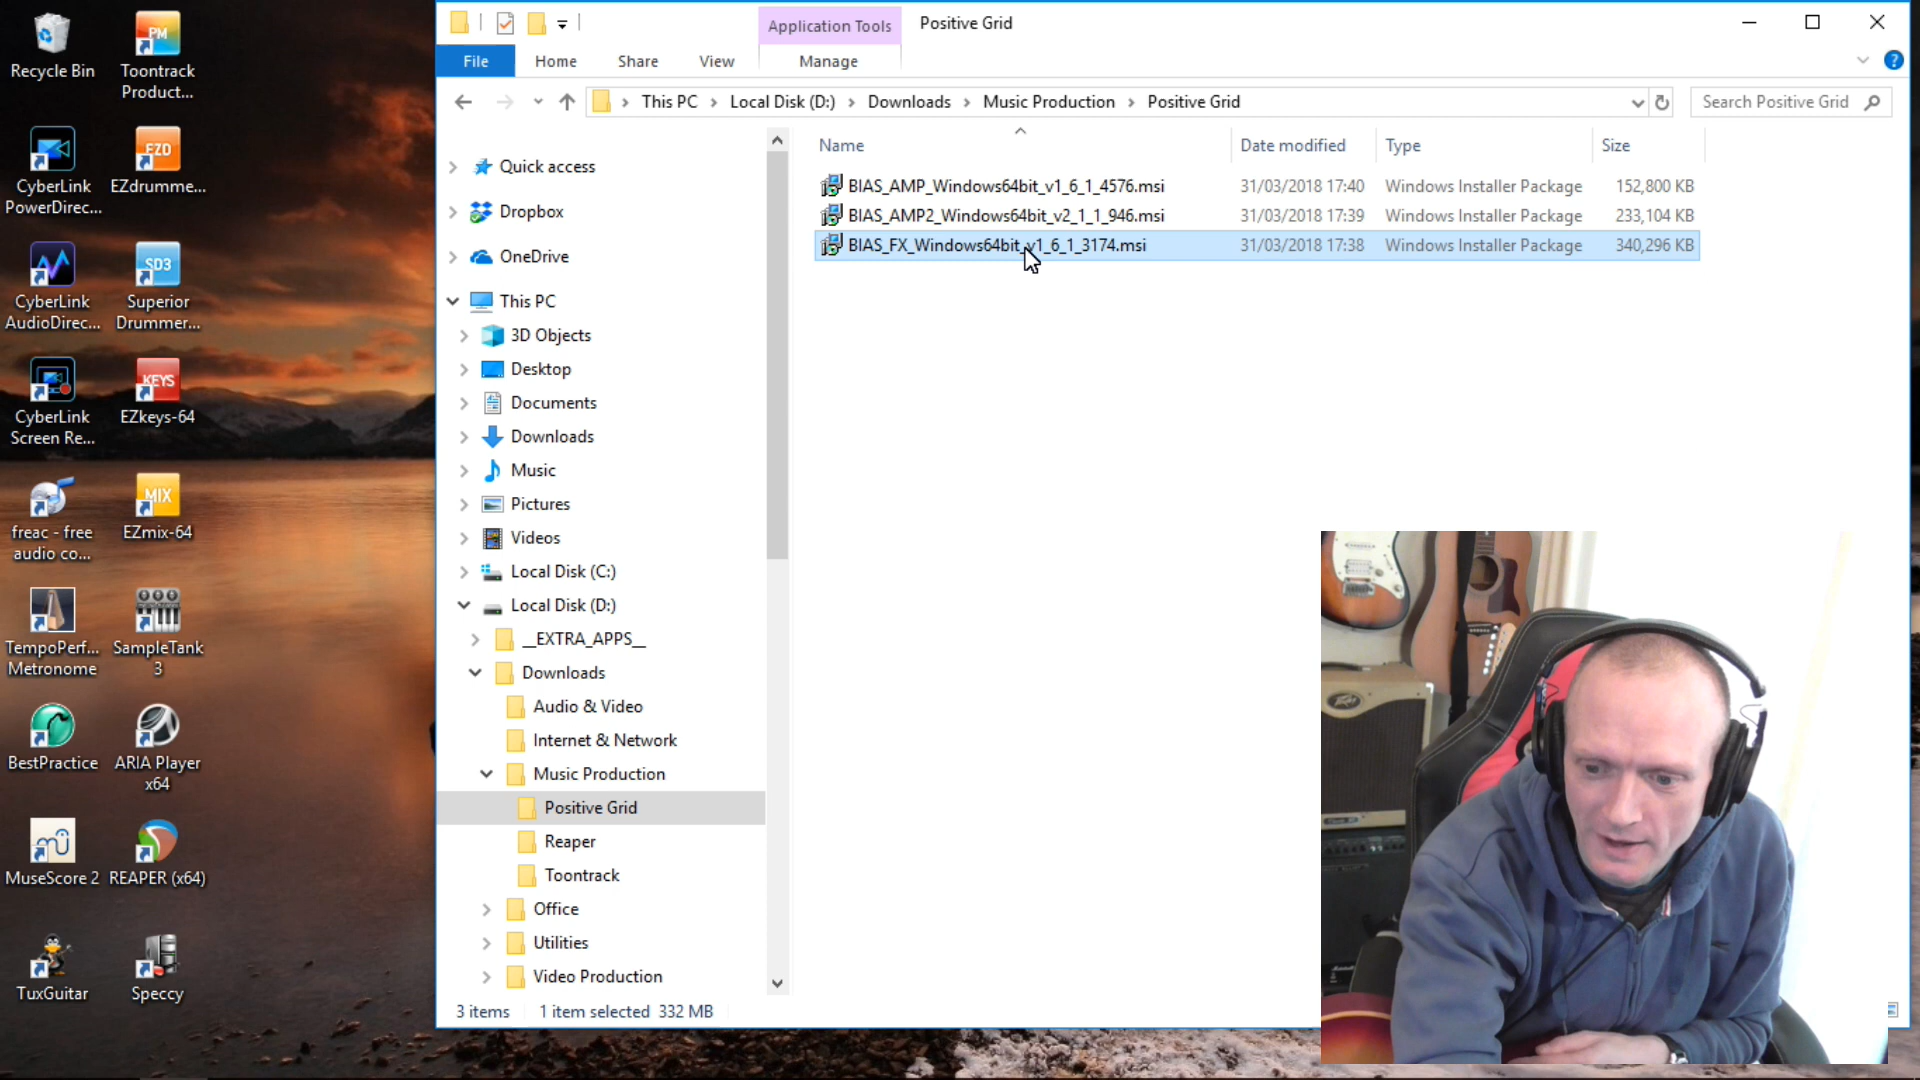 Recycle Bin
Toontrack
Product...
CyberLink
PowerDirec...
EZdrumme...
CyberLink
AudioDirec...
Superior
Drummer...
CyberLink
Screen Re...
EZkeys-64
freac - free
audio co...
EZmix-64
TempoPerf...
Metronome
SampleTank
3
BestPractice
ARIA Player
x64
MuseScore 2
REAPER (x64)
TuxGuitar
Speccy
PM
EZD
SD3
KEYS
MIX
Application Tools
Positive Grid
File
Home
Share
View
Manage
This PC
Local Disk (D:)
Downloads
Music Production
Positive Grid
Search Positive Grid
Quick access
Dropbox
OneDrive
This PC
3D Objects
Desktop
Documents
Downloads
Music
Pictures
Videos
Local Disk (C:)
Local Disk (D:)
__EXTRA_APPS__
Downloads
Audio & Video
Internet & Network
Music Production
Positive Grid
Reaper
Toontrack
Office
Utilities
Video Production
Name Date modified Type Size
BIAS_AMP_Windows64bit_v1_6_1_4576.msi 31/03/2018 17:40 Windows Installer Package 152,800 KB
BIAS_AMP2_Windows64bit_v2_1_1_946.msi 31/03/2018 17:39 Windows Installer Package 233,104 KB
BIAS_FX_Windows64bit_v1_6_1_3174.msi 31/03/2018 17:38 Windows Installer Package 340,296 KB
3 items 1 item selected 332 MB